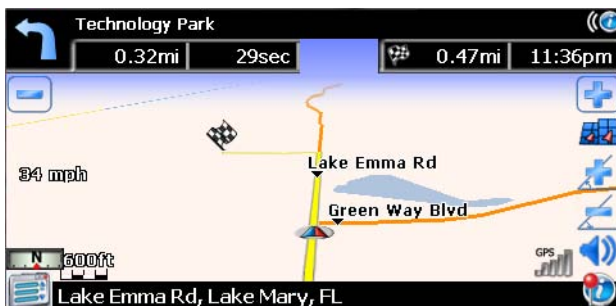 Technology Park
0.32mi 29sec 0.47mi 11:36pm
Lake Emma Rd
34 mph
Green Way Blvd
GPS
N
600ft
Lake Emma Rd, Lake Mary, FL